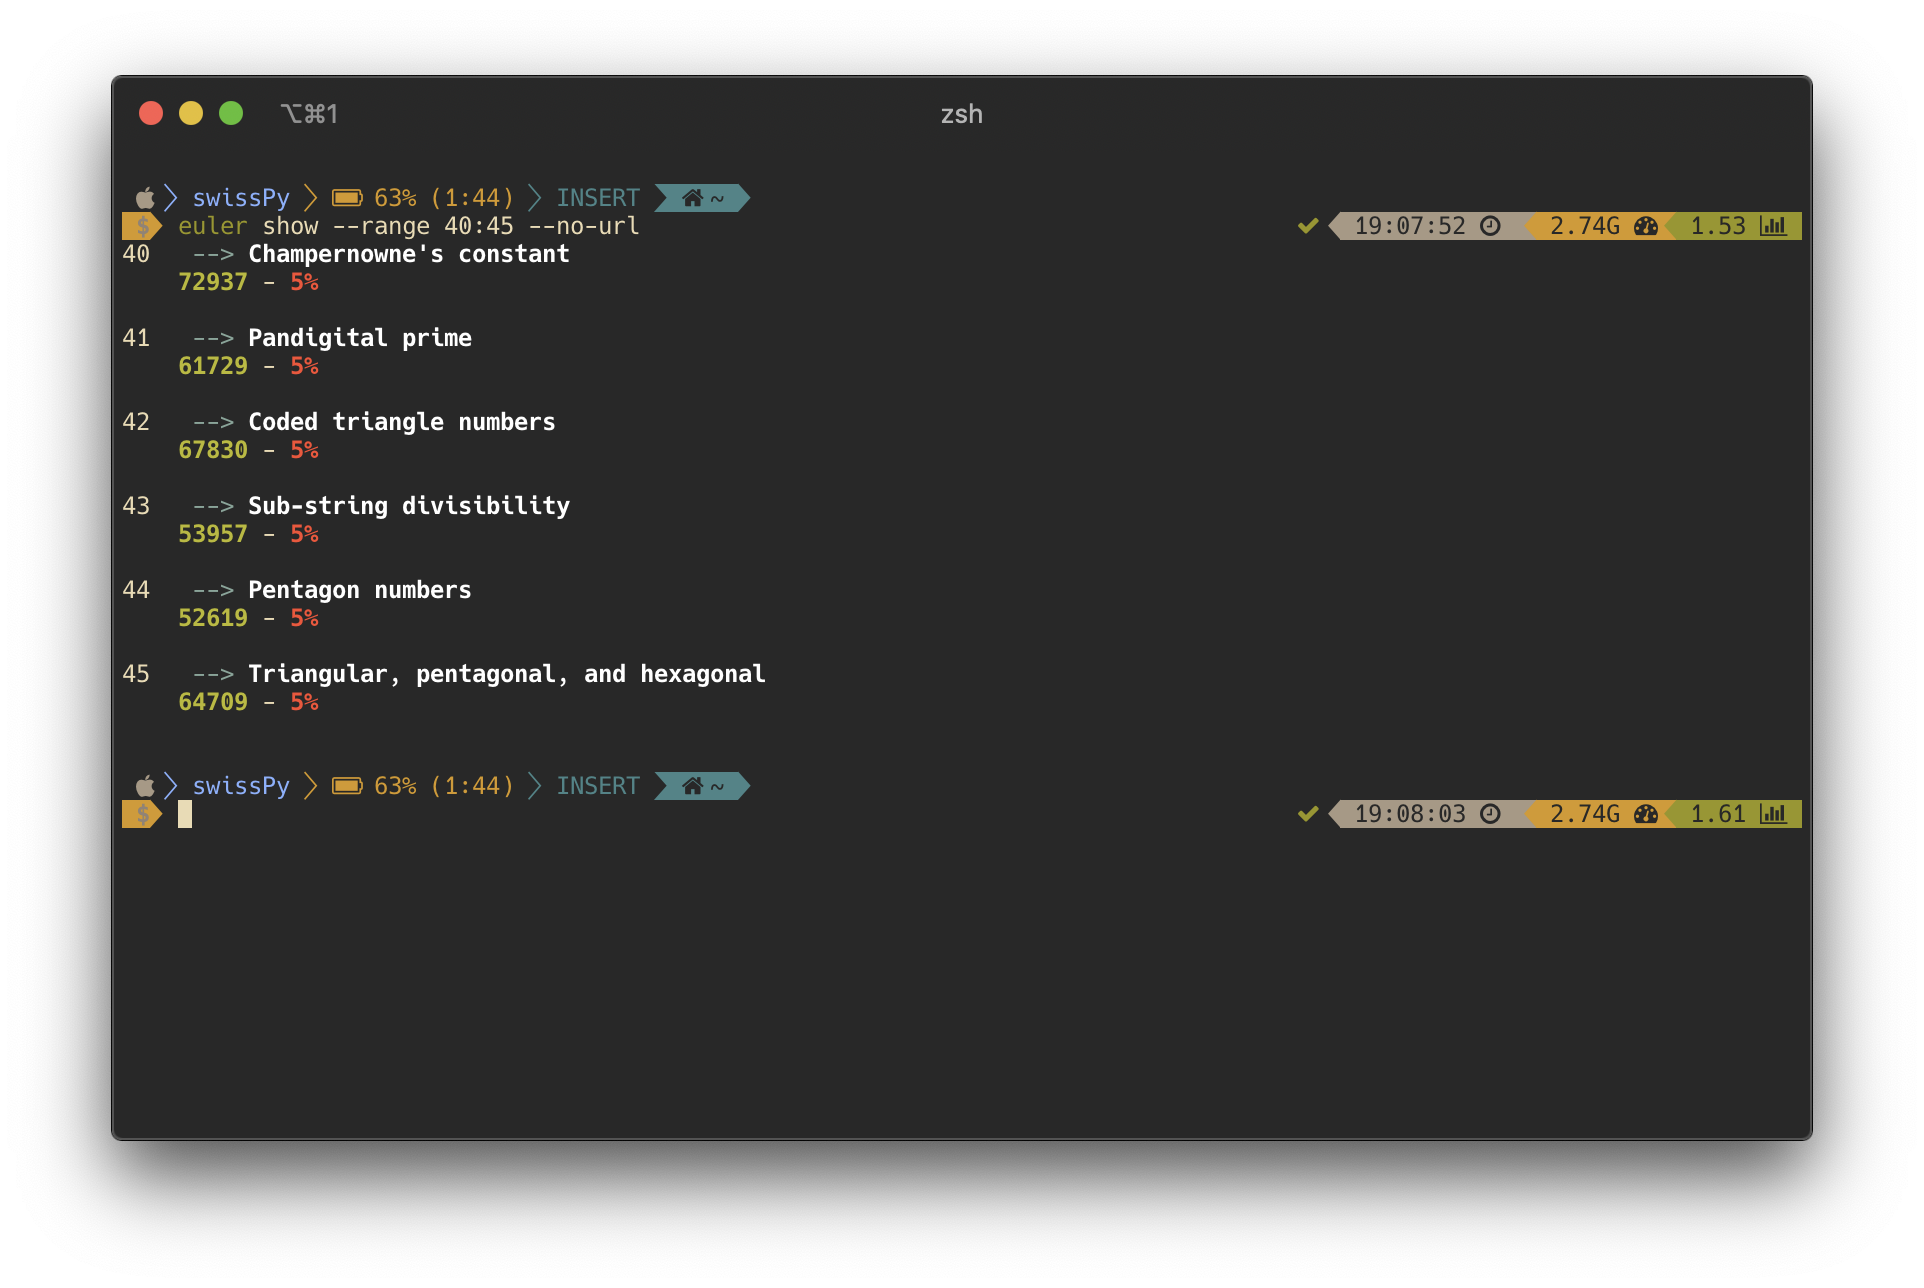 ⌥⌘1 zsh
swissPy 63% (1:44) INSERT ~
$ euler show --range 40:45 --no-url 19:07:52 2.74G 1.53
40 --> Champernowne's constant
72937 - 5%
41 --> Pandigital prime
61729 - 5%
42 --> Coded triangle numbers
67830 - 5%
43 --> Sub-string divisibility
53957 - 5%
44 --> Pentagon numbers
52619 - 5%
45 --> Triangular, pentagonal, and hexagonal
64709 - 5%
swissPy 63% (1:44) INSERT ~
$ 19:08:03 2.74G 1.61